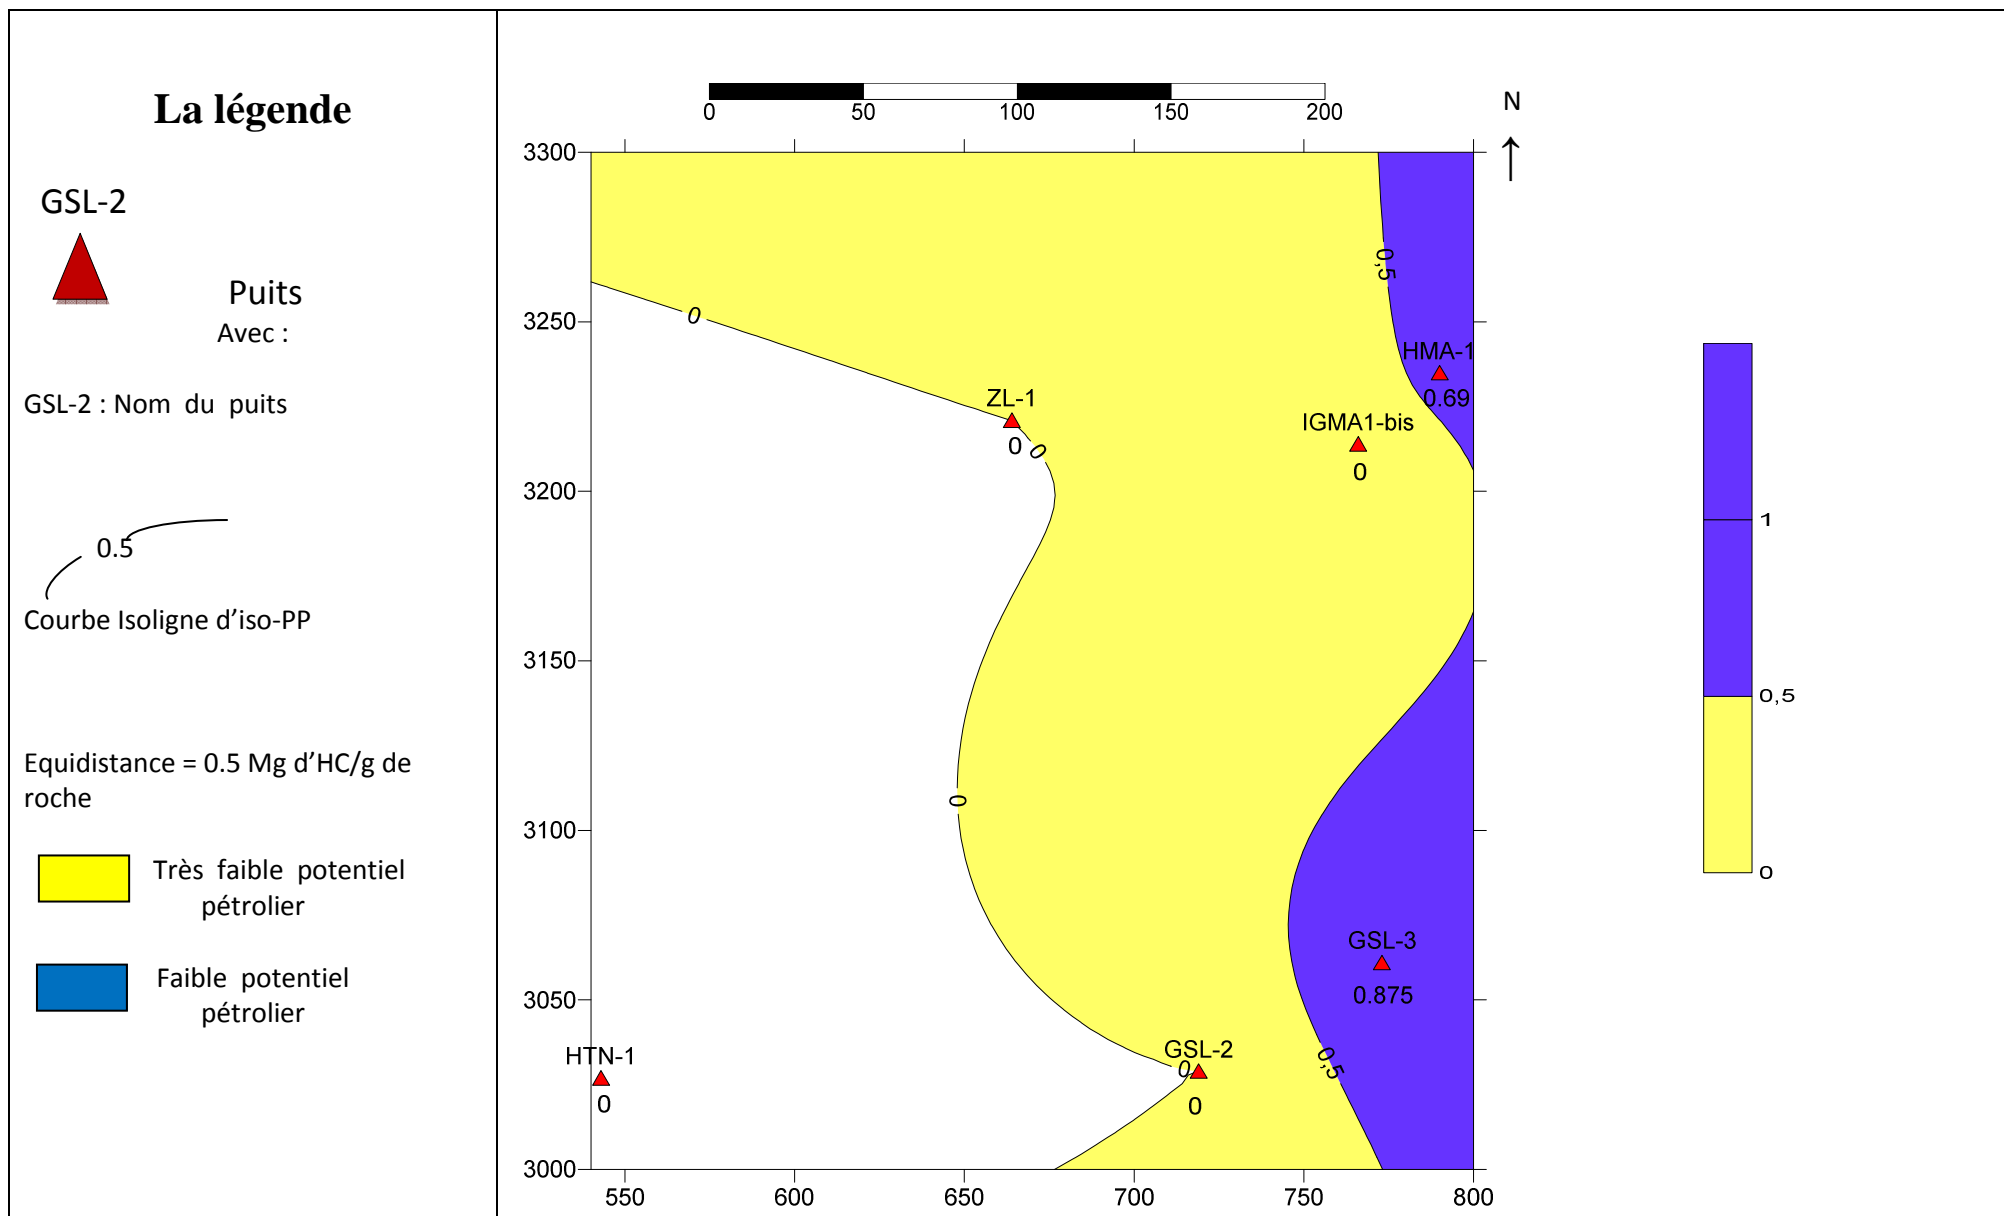 La légende
GSL-2
Puits
Avec :
GSL-2 : Nom du puits
0.5
Courbe Isoligne d'iso-PP
Equidistance = 0.5 Mg d'HC/g de
roche
Très faible potentiel
pétrolier
Faible potentiel
pétrolier
0 50 100 150 200
N
3300
3250
3200
3150
3100
3050
3000
550 600 650 700 750 800
0,5
0
HMA-1
0.69
ZL-1
0
0
IGMA1-bis
0
0
GSL-3
0.875
HTN-1
0
GSL-2
0
0
0,5
1
0,5
0